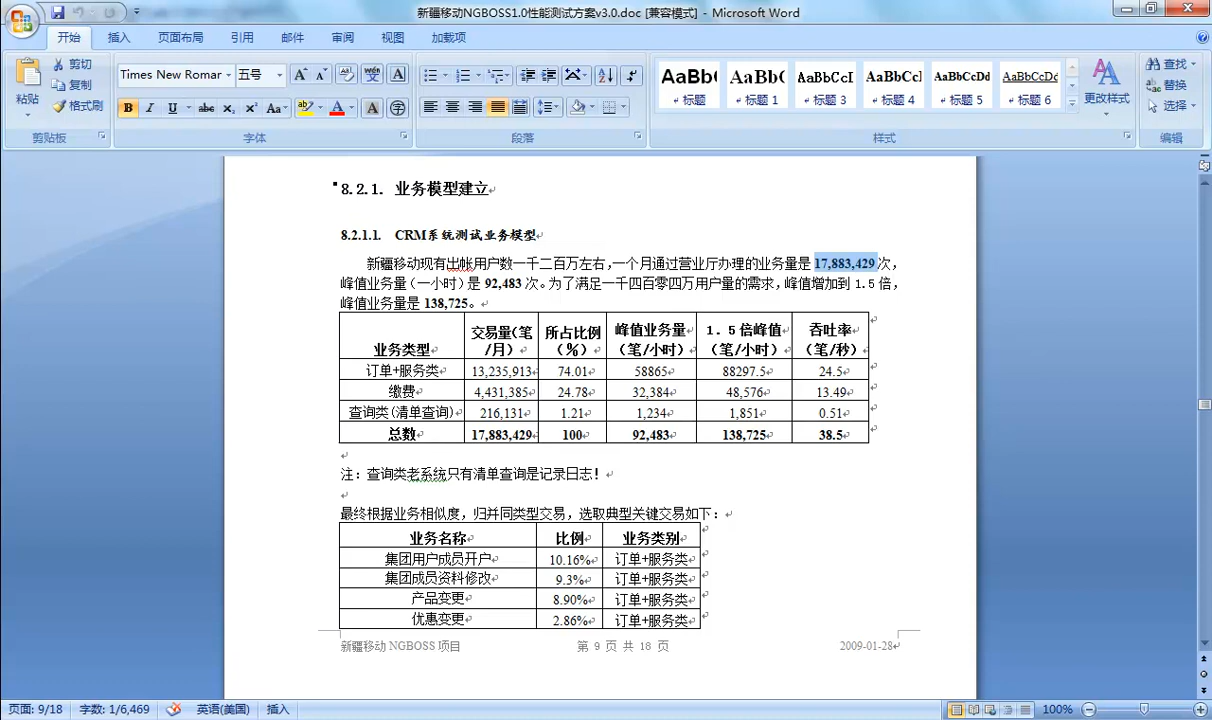 新疆移动NGBOSS1.0性能测试方案v3.0.doc [兼容模式] - Microsoft Word
开始 插入 页面布局 引用 邮件 审阅 视图 加载项
剪切
复制
格式刷
粘贴
剪贴板
Times New Romar 五号
字体
段落
AaBb( AaBb( AaBbCcI AaBbCcl AaBbCcDd AaBbCcDd
标题 标题 1 标题 3 标题 4 标题 5 标题 6
更改样式
样式
查找
替换
选择
编辑
8.2.1. 业务模型建立
8.2.1.1. CRM系统测试业务模型
新疆移动现有出帐用户数一千二百万左右,一个月通过营业厅办理的业务量是 17,883,429 次,
峰值业务量(一小时)是 92,483 次。为了满足一千四百零四万用户量的需求,峰值增加到 1.5 倍,
峰值业务量是 138,725。
业务类型 交易量(笔/月) 所占比例(%) 峰值业务量(笔/小时) 1.5倍峰值(笔/小时) 吞吐率(笔/秒)
订单+服务类 13,235,913 74.01 58865 88297.5 24.5
缴费 4,431,385 24.78 32,384 48,576 13.49
查询类(清单查询) 216,131 1.21 1,234 1,851 0.51
总数 17,883,429 100 92,483 138,725 38.5
注:查询类老系统只有清单查询是记录日志!
最终根据业务相似度,归并同类型交易,选取典型关键交易如下:
业务名称 比例 业务类别
集团用户成员开户 10.16% 订单+服务类
集团成员资料修改 9.3% 订单+服务类
产品变更 8.90% 订单+服务类
优惠变更 2.86% 订单+服务类
新疆移动 NGBOSS 项目 第 9 页 共 18 页 2009-01-28
页面: 9/18 字数: 1/6,469 英语(美国) 插入 100%